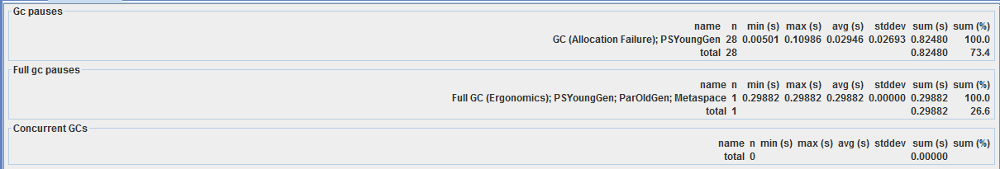 Gc pauses
name n min (s) max (s) avg (s) stddev sum (s) sum (%)
GC (Allocation Failure); PSYoungGen 28 0.00501 0.10986 0.02946 0.02693 0.82480 100.0
total 28 0.82480 73.4
Full gc pauses
name n min (s) max (s) avg (s) stddev sum (s) sum (%)
Full GC (Ergonomics); PSYoungGen; ParOldGen; Metaspace 1 0.29882 0.29882 0.29882 0.00000 0.29882 100.0
total 1 0.29882 26.6
Concurrent GCs
name n min (s) max (s) avg (s) stddev sum (s) sum (%)
total 0 0.00000